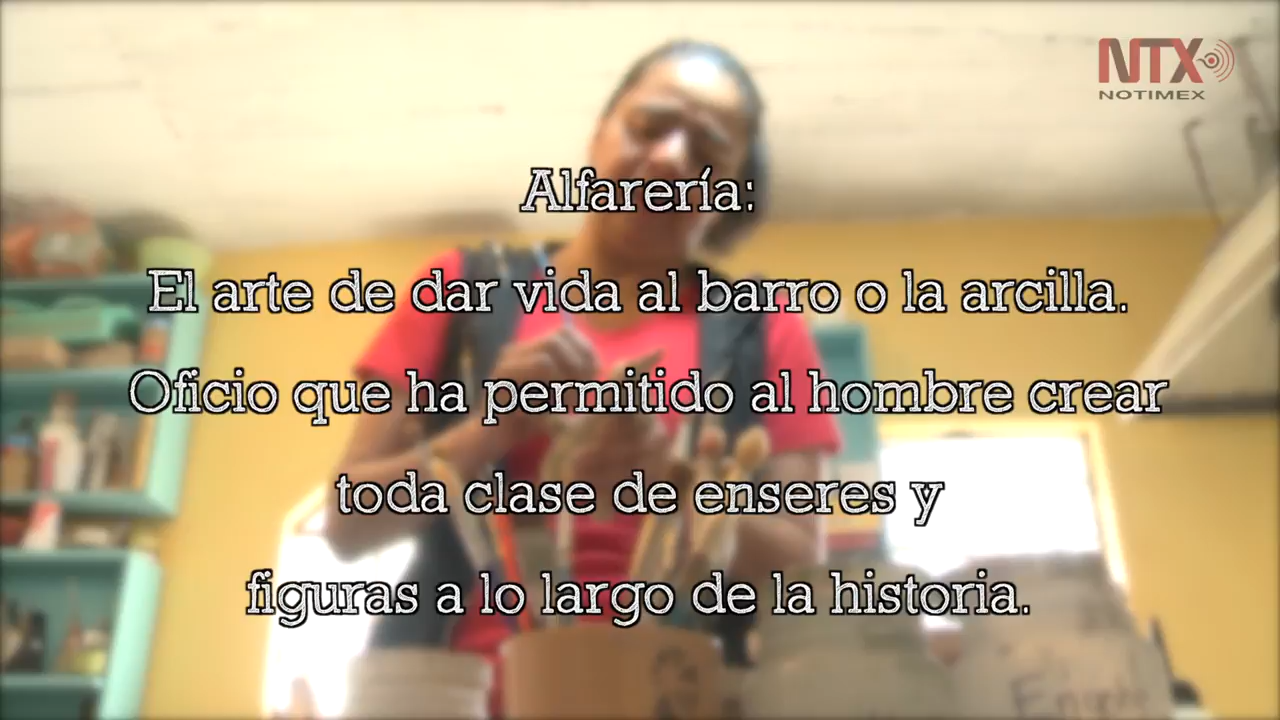 NTX
NOTIMEX
Alfarería:
El arte de dar vida al barro o la arcilla.
Oficio que ha permitido al hombre crear
toda clase de enseres y
figuras a lo largo de la historia.